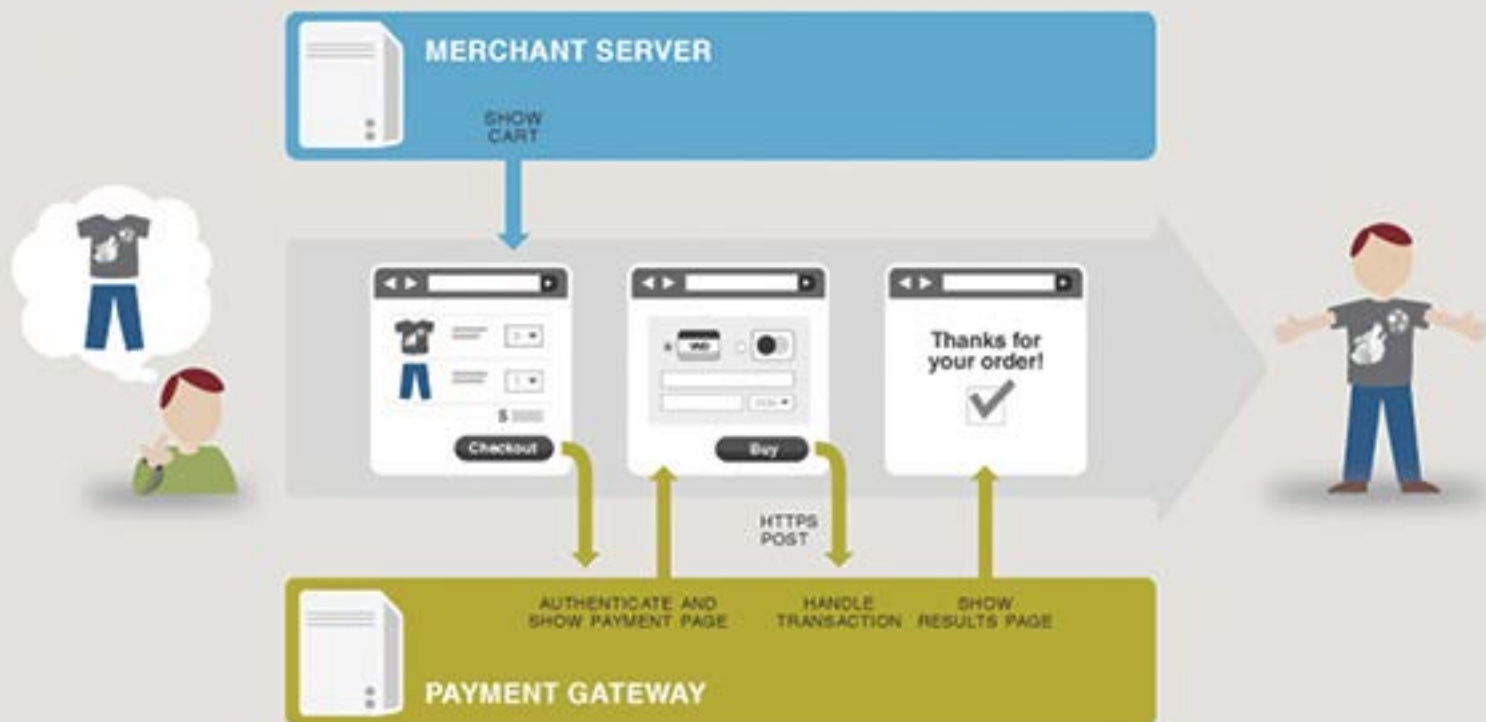 MERCHANT SERVER
SHOW
CART
Checkout
$
Buy
Thanks for
your order!
HTTPS
POST
AUTHENTICATE AND
SHOW PAYMENT PAGE
HANDLE
TRANSACTION
SHOW
RESULTS PAGE
PAYMENT GATEWAY